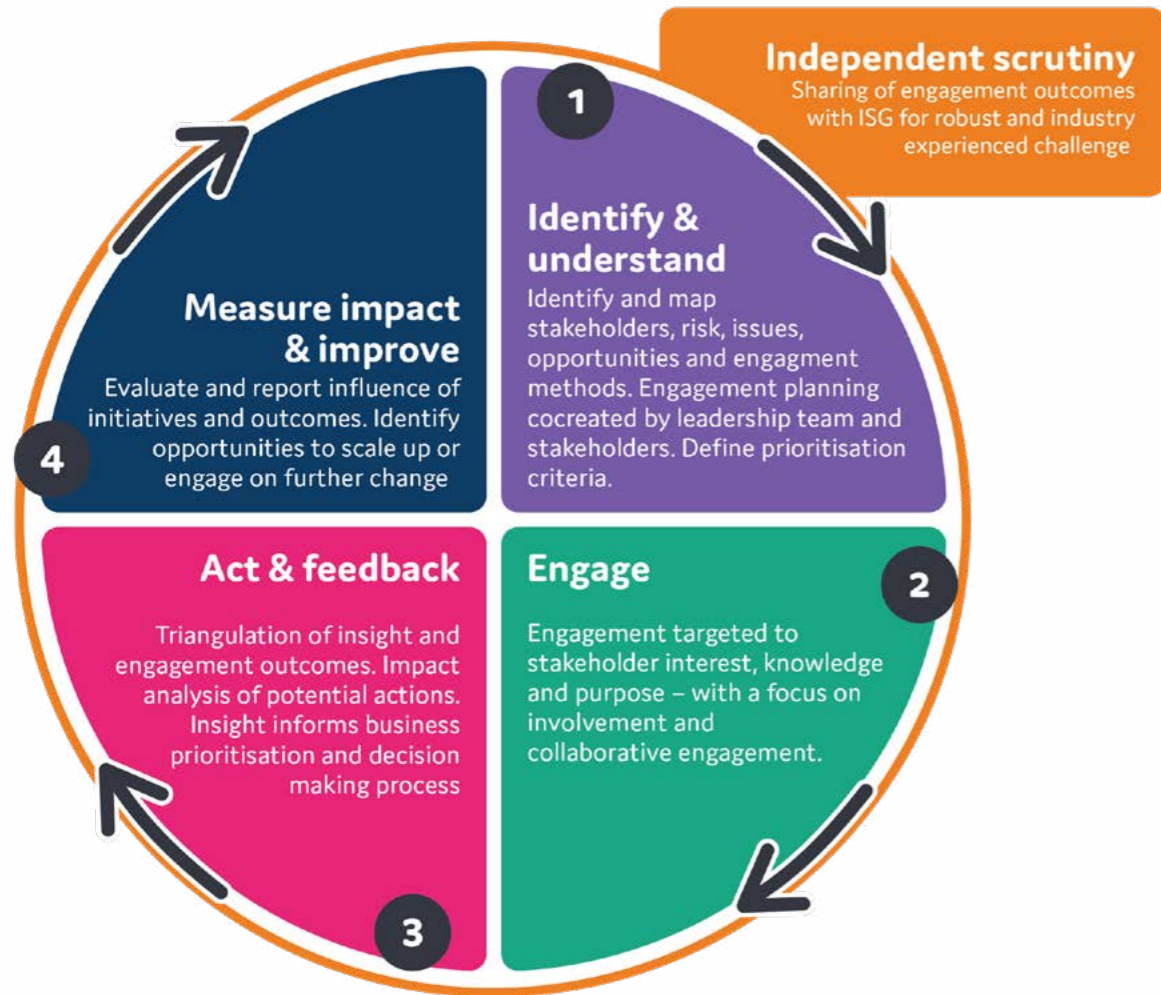 Independent scrutiny
Sharing of engagement outcomes
with ISG for robust and industry
experienced challenge
1
Identify &
understand
Identify and map
stakeholders, risk, issues,
opportunities and engagment
methods. Engagement planning
cocreated by leadership team and
stakeholders. Define prioritisation
criteria.
2
Engage
Engagement targeted to
stakeholder interest, knowledge
and purpose – with a focus on
involvement and
collaborative engagement.
3
Act & feedback
Triangulation of insight and
engagement outcomes. Impact
analysis of potential actions.
Insight informs business
prioritisation and decision
making process
4
Measure impact
& improve
Evaluate and report influence of
initiatives and outcomes. Identify
opportunities to scale up or
engage on further change